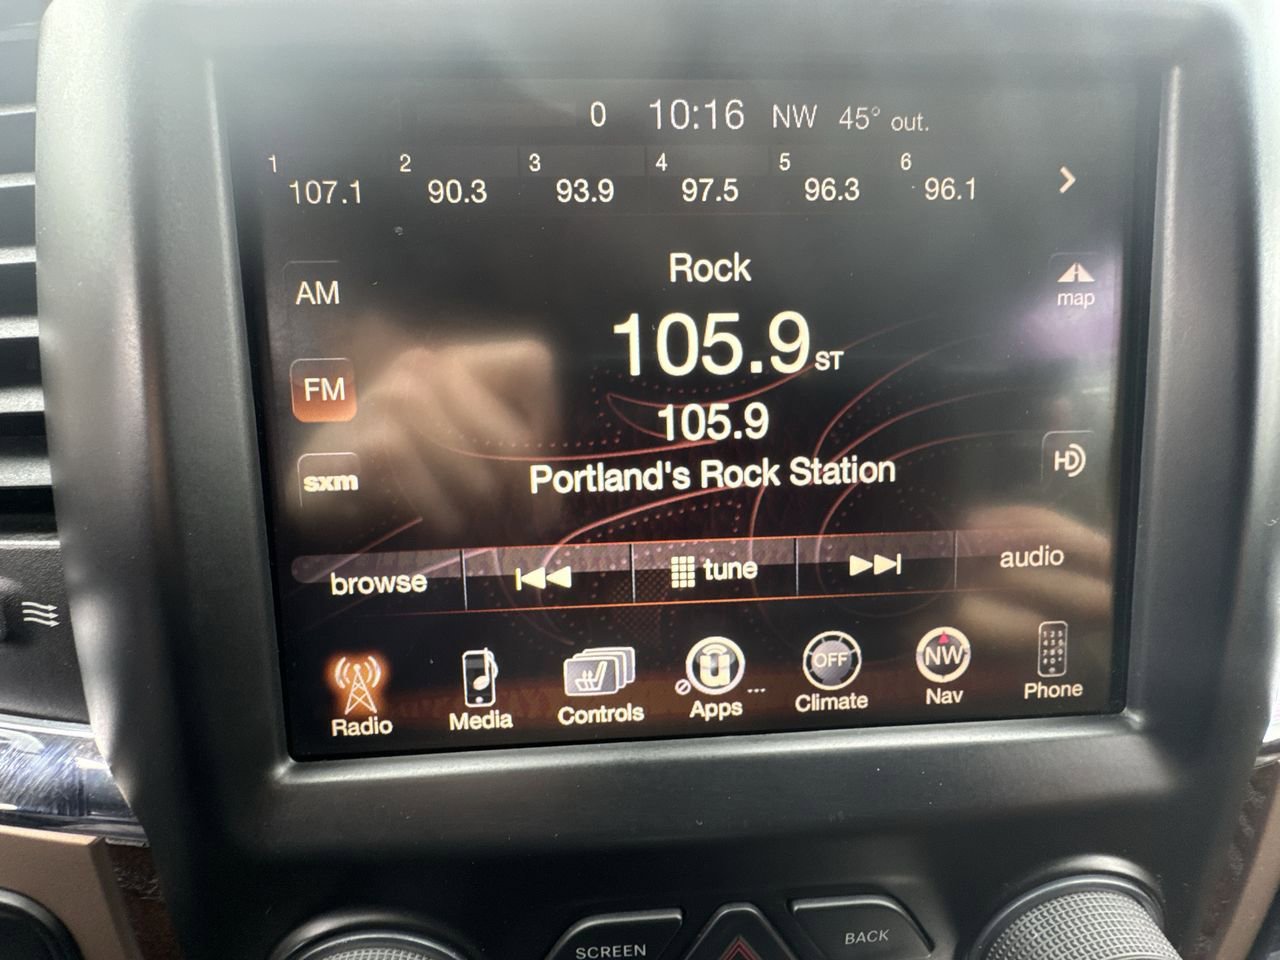 0 10:16 NW 45° out.
1 2 3 4 5 6
107.1 90.3 93.9 97.5 96.3 96.1
Rock
AM
map
105.9 ST
FM
105.9
HD
sxm
Portland's Rock Station
browse tune audio
OFF NW
Radio Media Controls Apps ... Climate Nav Phone
SCREEN BACK